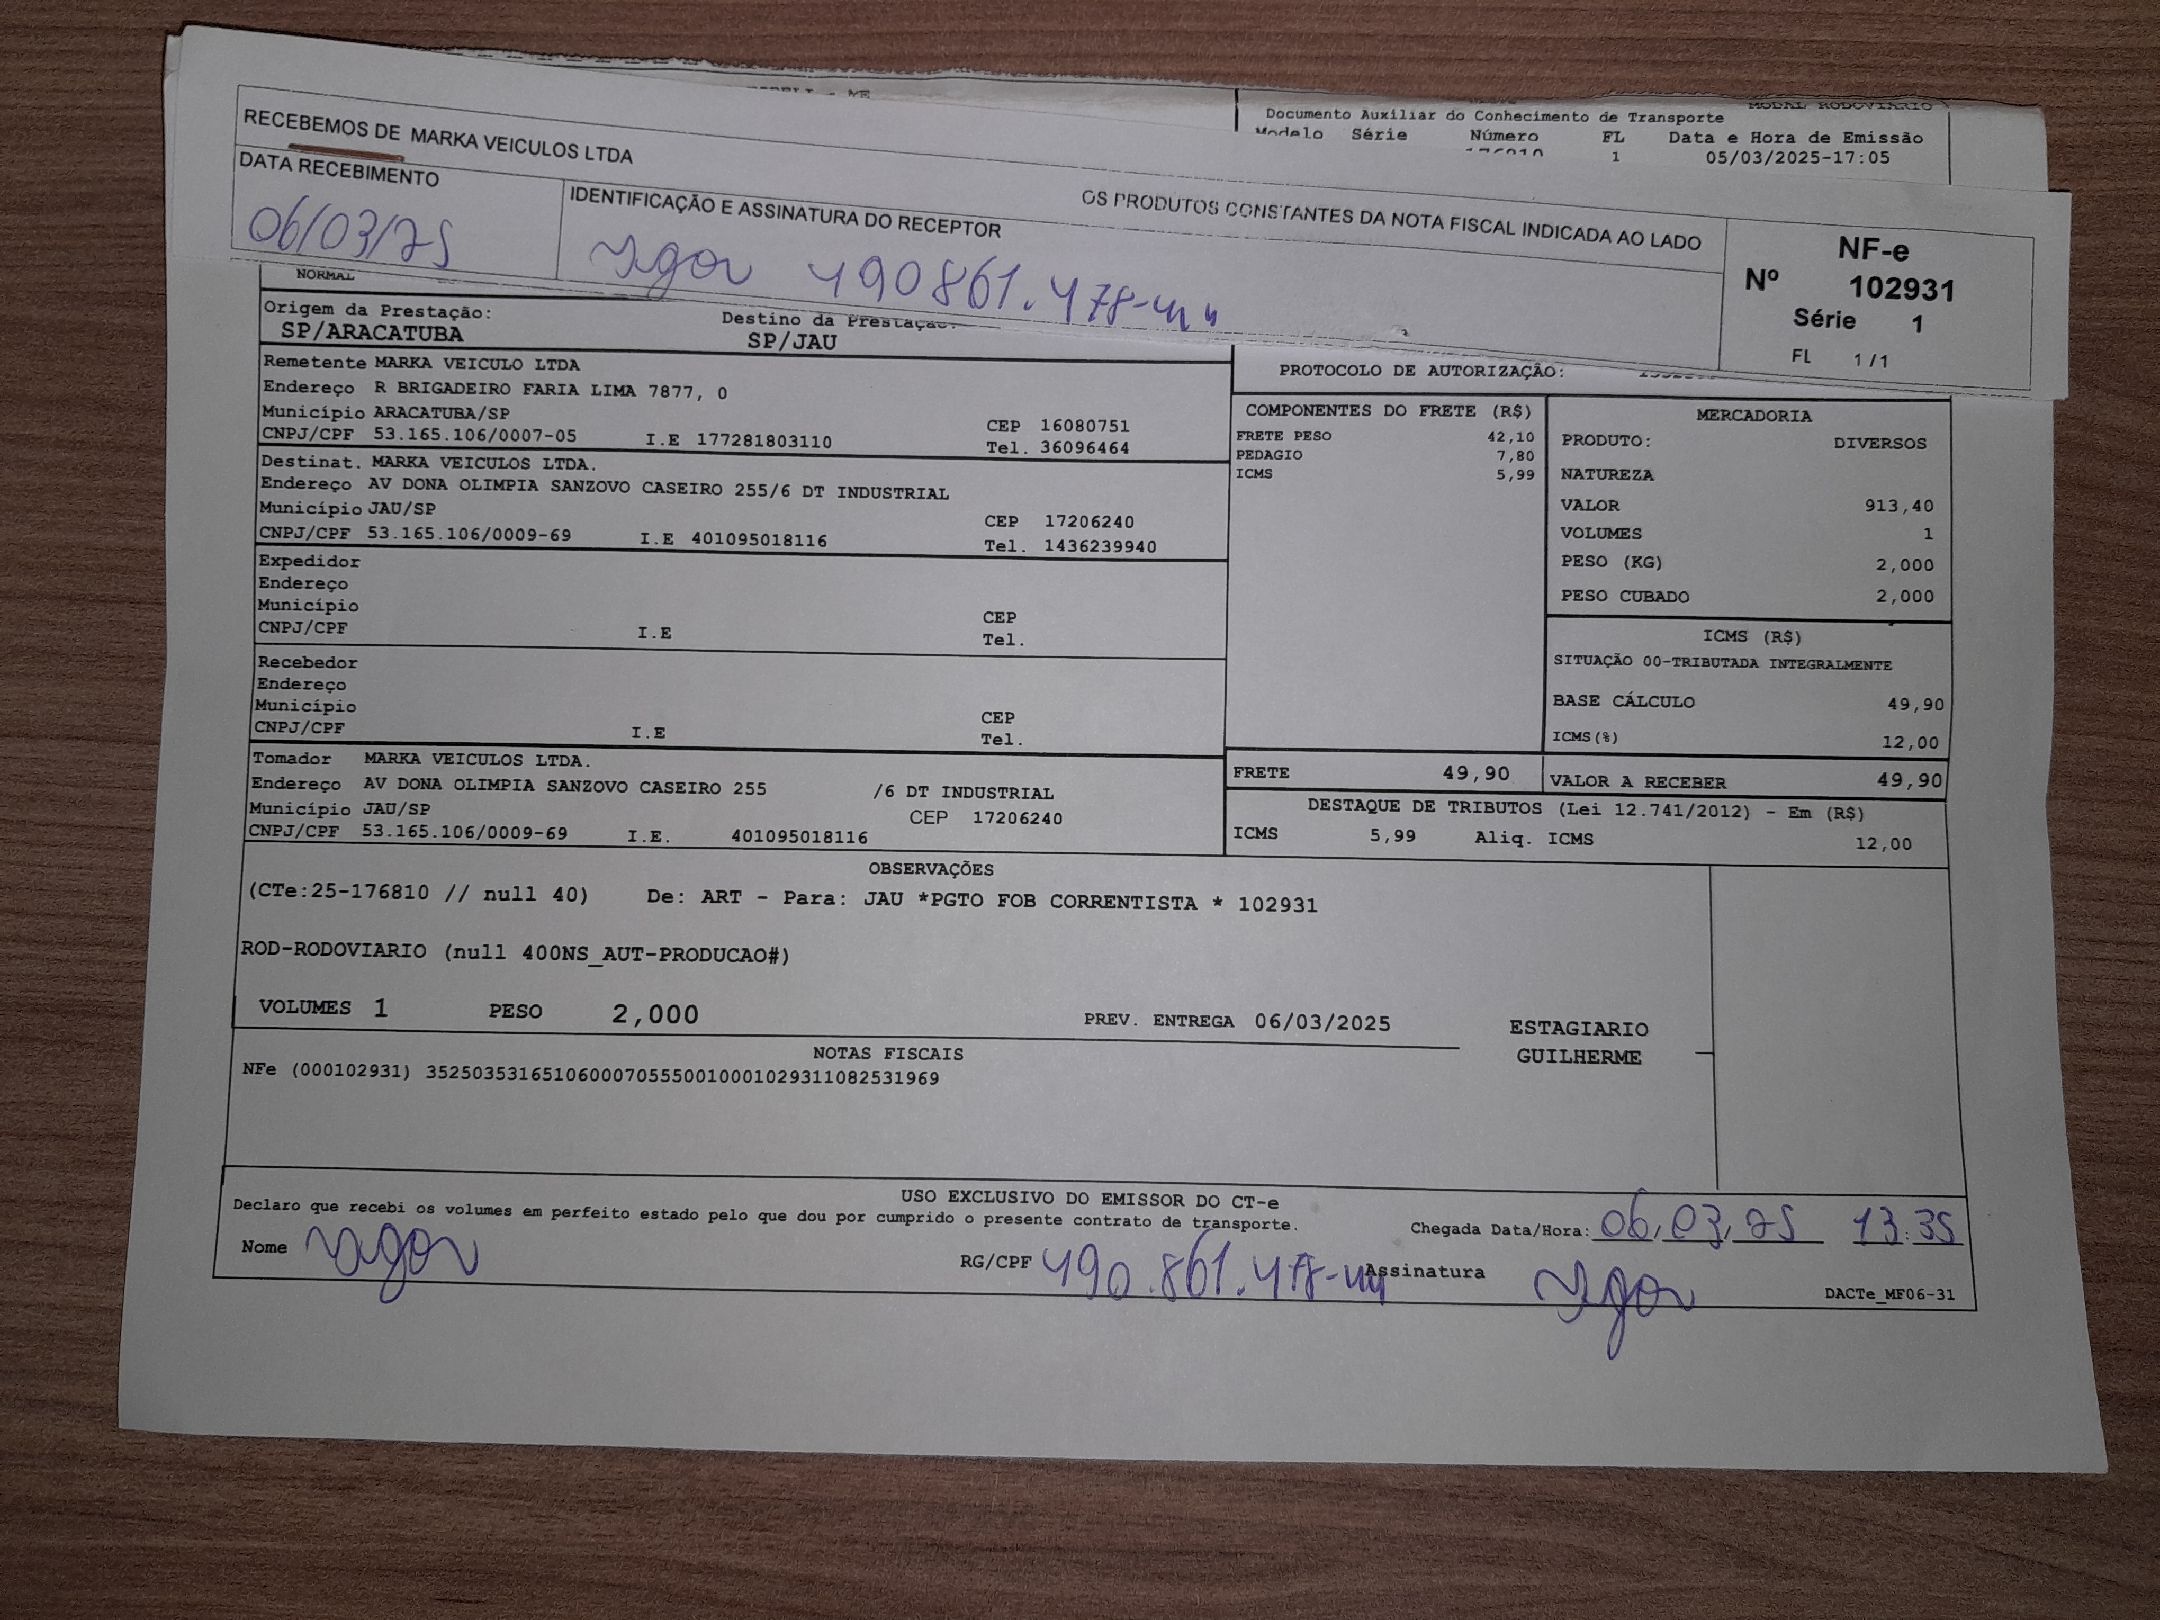 Documento Auxiliar do Conhecimento de Transporte
Modelo Série Número FL Data e Hora de Emissão
1 05/03/2025-17:05
RECEBEMOS DE MARKA VEICULOS LTDA OS PRODUTOS CONSTANTES DA NOTA FISCAL INDICADA AO LADO
DATA RECEBIMENTO IDENTIFICAÇÃO E ASSINATURA DO RECEPTOR
06/03/25 Igor 490861.478-44
NF-e
Nº 102931
Série 1
FL 1/1
NORMAL
Origem da Prestação: Destino da Prestação:
SP/ARACATUBA SP/JAU
Remetente MARKA VEICULO LTDA
Endereço R BRIGADEIRO FARIA LIMA 7877, 0
Município ARACATUBA/SP CEP 16080751
CNPJ/CPF 53.165.106/0007-05 I.E 177281803110 Tel. 36096464
Destinat. MARKA VEICULOS LTDA.
Endereço AV DONA OLIMPIA SANZOVO CASEIRO 255/6 DT INDUSTRIAL
Município JAU/SP CEP 17206240
CNPJ/CPF 53.165.106/0009-69 I.E 401095018116 Tel. 1436239940
Expedidor
Endereço
Município CEP
CNPJ/CPF I.E Tel.
Recebedor
Endereço
Município CEP
CNPJ/CPF I.E Tel.
Tomador MARKA VEICULOS LTDA.
Endereço AV DONA OLIMPIA SANZOVO CASEIRO 255 /6 DT INDUSTRIAL
Município JAU/SP CEP 17206240
CNPJ/CPF 53.165.106/0009-69 I.E. 401095018116
PROTOCOLO DE AUTORIZAÇÃO:
COMPONENTES DO FRETE (R$)
FRETE PESO 42,10
PEDAGIO 7,80
ICMS 5,99
MERCADORIA
PRODUTO: DIVERSOS
NATUREZA
VALOR 913,40
VOLUMES 1
PESO (KG) 2,000
PESO CUBADO 2,000
ICMS (R$)
SITUAÇÃO 00-TRIBUTADA INTEGRALMENTE
BASE CÁLCULO 49,90
ICMS(%) 12,00
FRETE 49,90 VALOR A RECEBER 49,90
DESTAQUE DE TRIBUTOS (Lei 12.741/2012) - Em (R$)
ICMS 5,99 Aliq. ICMS 12,00
OBSERVAÇÕES
(CTe:25-176810 // null 40) De: ART - Para: JAU *PGTO FOB CORRENTISTA * 102931
ROD-RODOVIARIO (null 400NS_AUT-PRODUCAO#)
VOLUMES 1 PESO 2,000 PREV. ENTREGA 06/03/2025
ESTAGIARIO
GUILHERME
NOTAS FISCAIS
NFe (000102931) 35250353165106000705550010001029311082531969
USO EXCLUSIVO DO EMISSOR DO CT-e
Declaro que recebi os volumes em perfeito estado pelo que dou por cumprido o presente contrato de transporte. Chegada Data/Hora: 06/03/25 13:35
Nome Igor RG/CPF 490.861.478-44 Assinatura Igor
DACTe_MF06-31